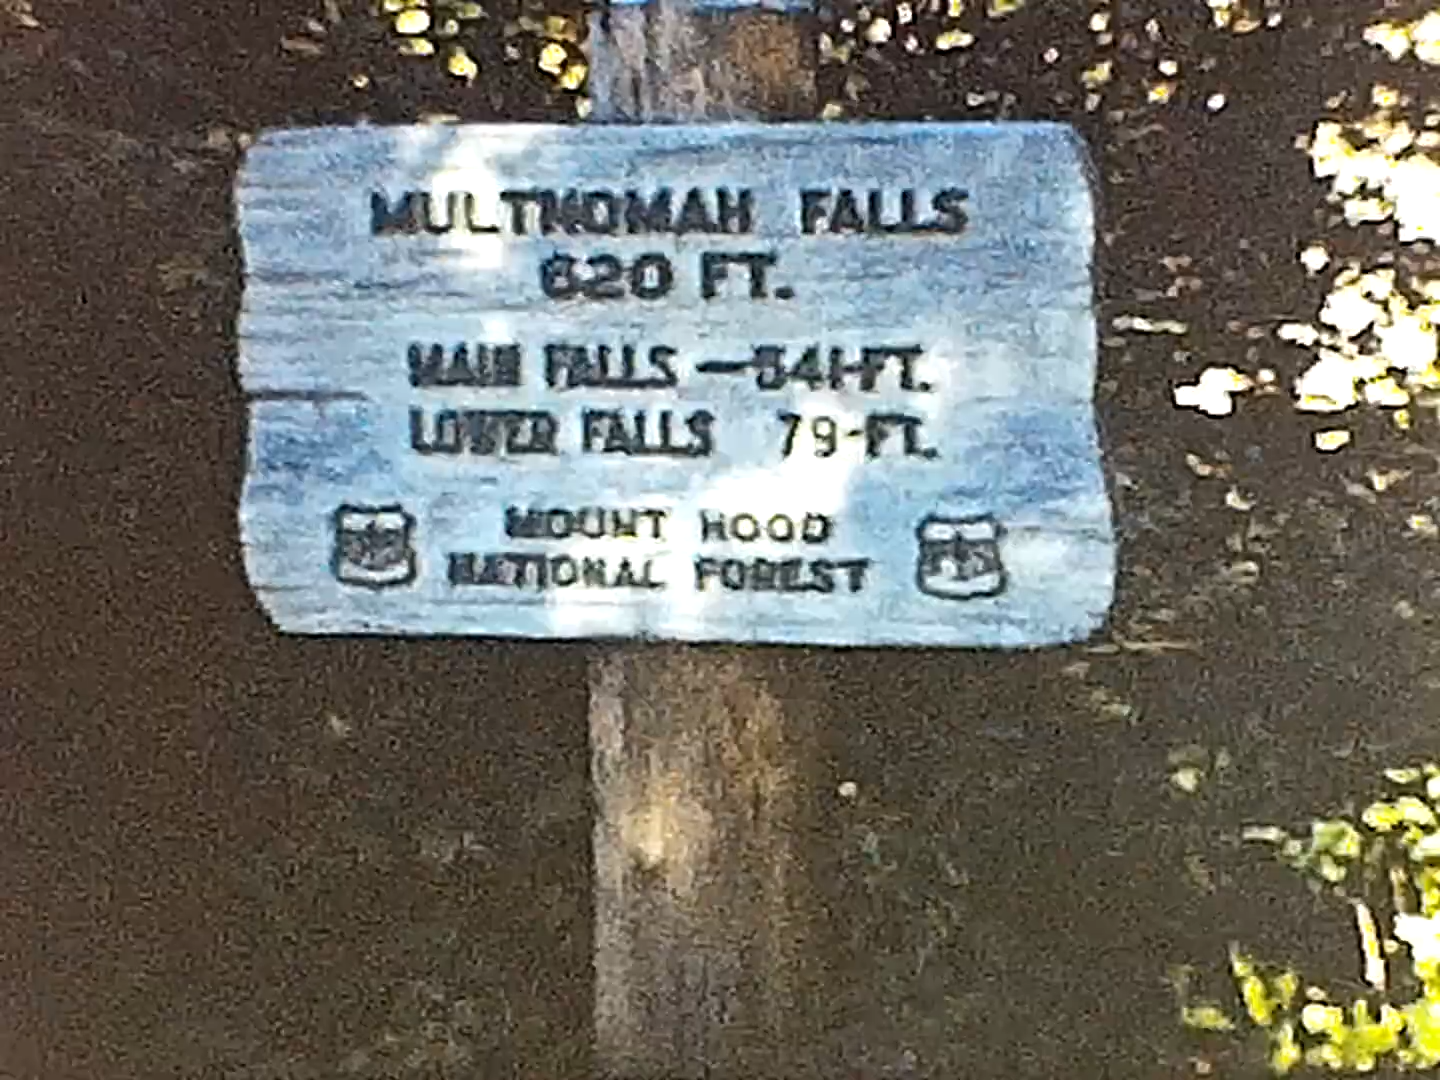 MULTNOMAH FALLS
620 FT.
MAIN FALLS — 541-FT.
LOWER FALLS 79-FT.
MOUNT HOOD
NATIONAL FOREST